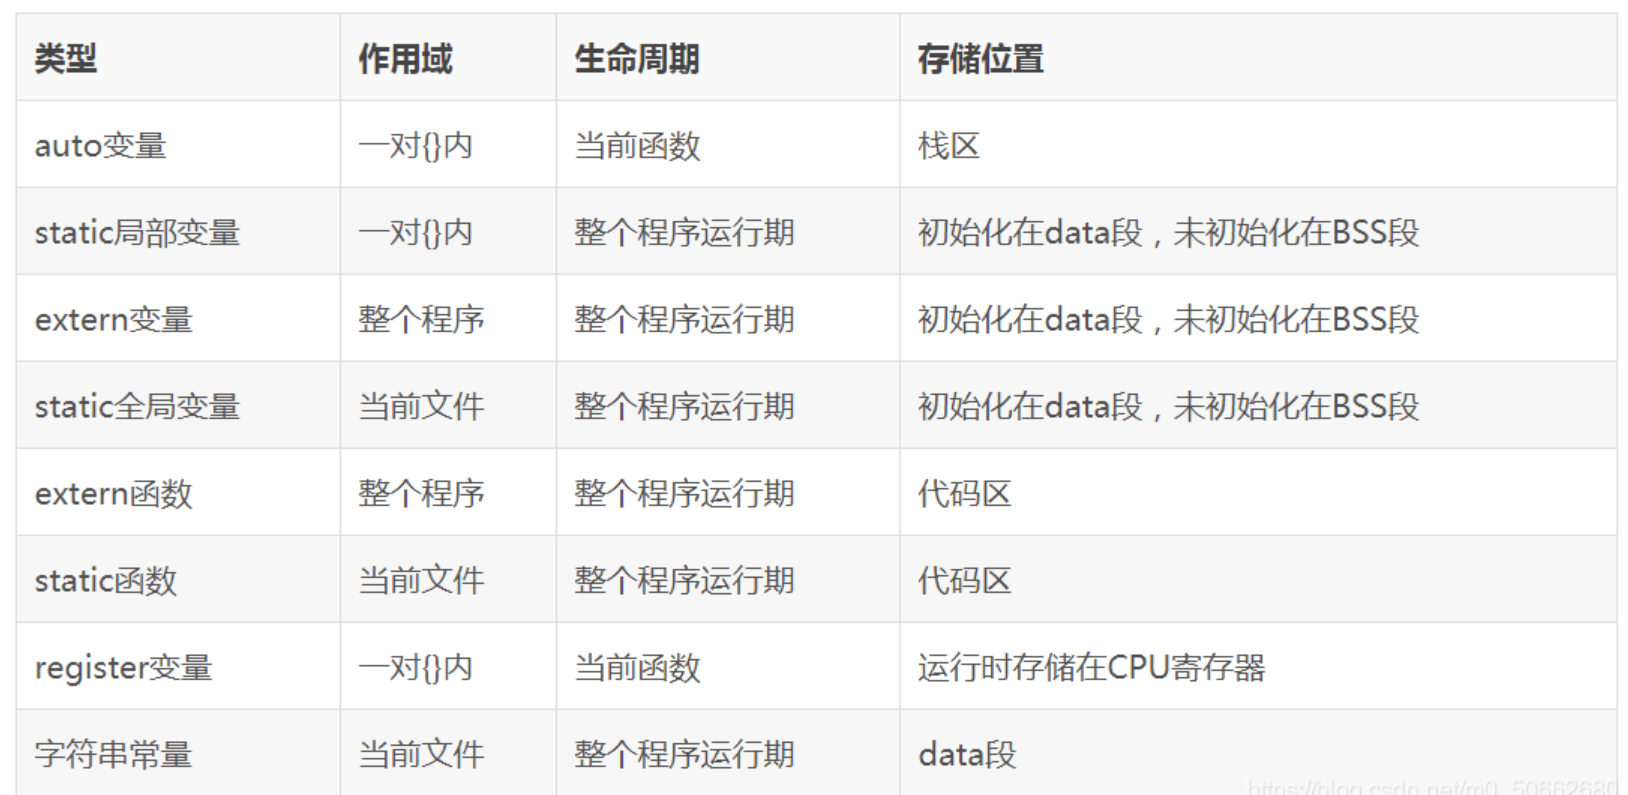 类型 作用域 生命周期 存储位置
auto变量 一对{}内 当前函数 栈区
static局部变量 一对{}内 整个程序运行期 初始化在data段，未初始化在BSS段
extern变量 整个程序 整个程序运行期 初始化在data段，未初始化在BSS段
static全局变量 当前文件 整个程序运行期 初始化在data段，未初始化在BSS段
extern函数 整个程序 整个程序运行期 代码区
static函数 当前文件 整个程序运行期 代码区
register变量 一对{}内 当前函数 运行时存储在CPU寄存器
字符串常量 当前文件 整个程序运行期 data段
https://blog.csdn.net/m0_50662680